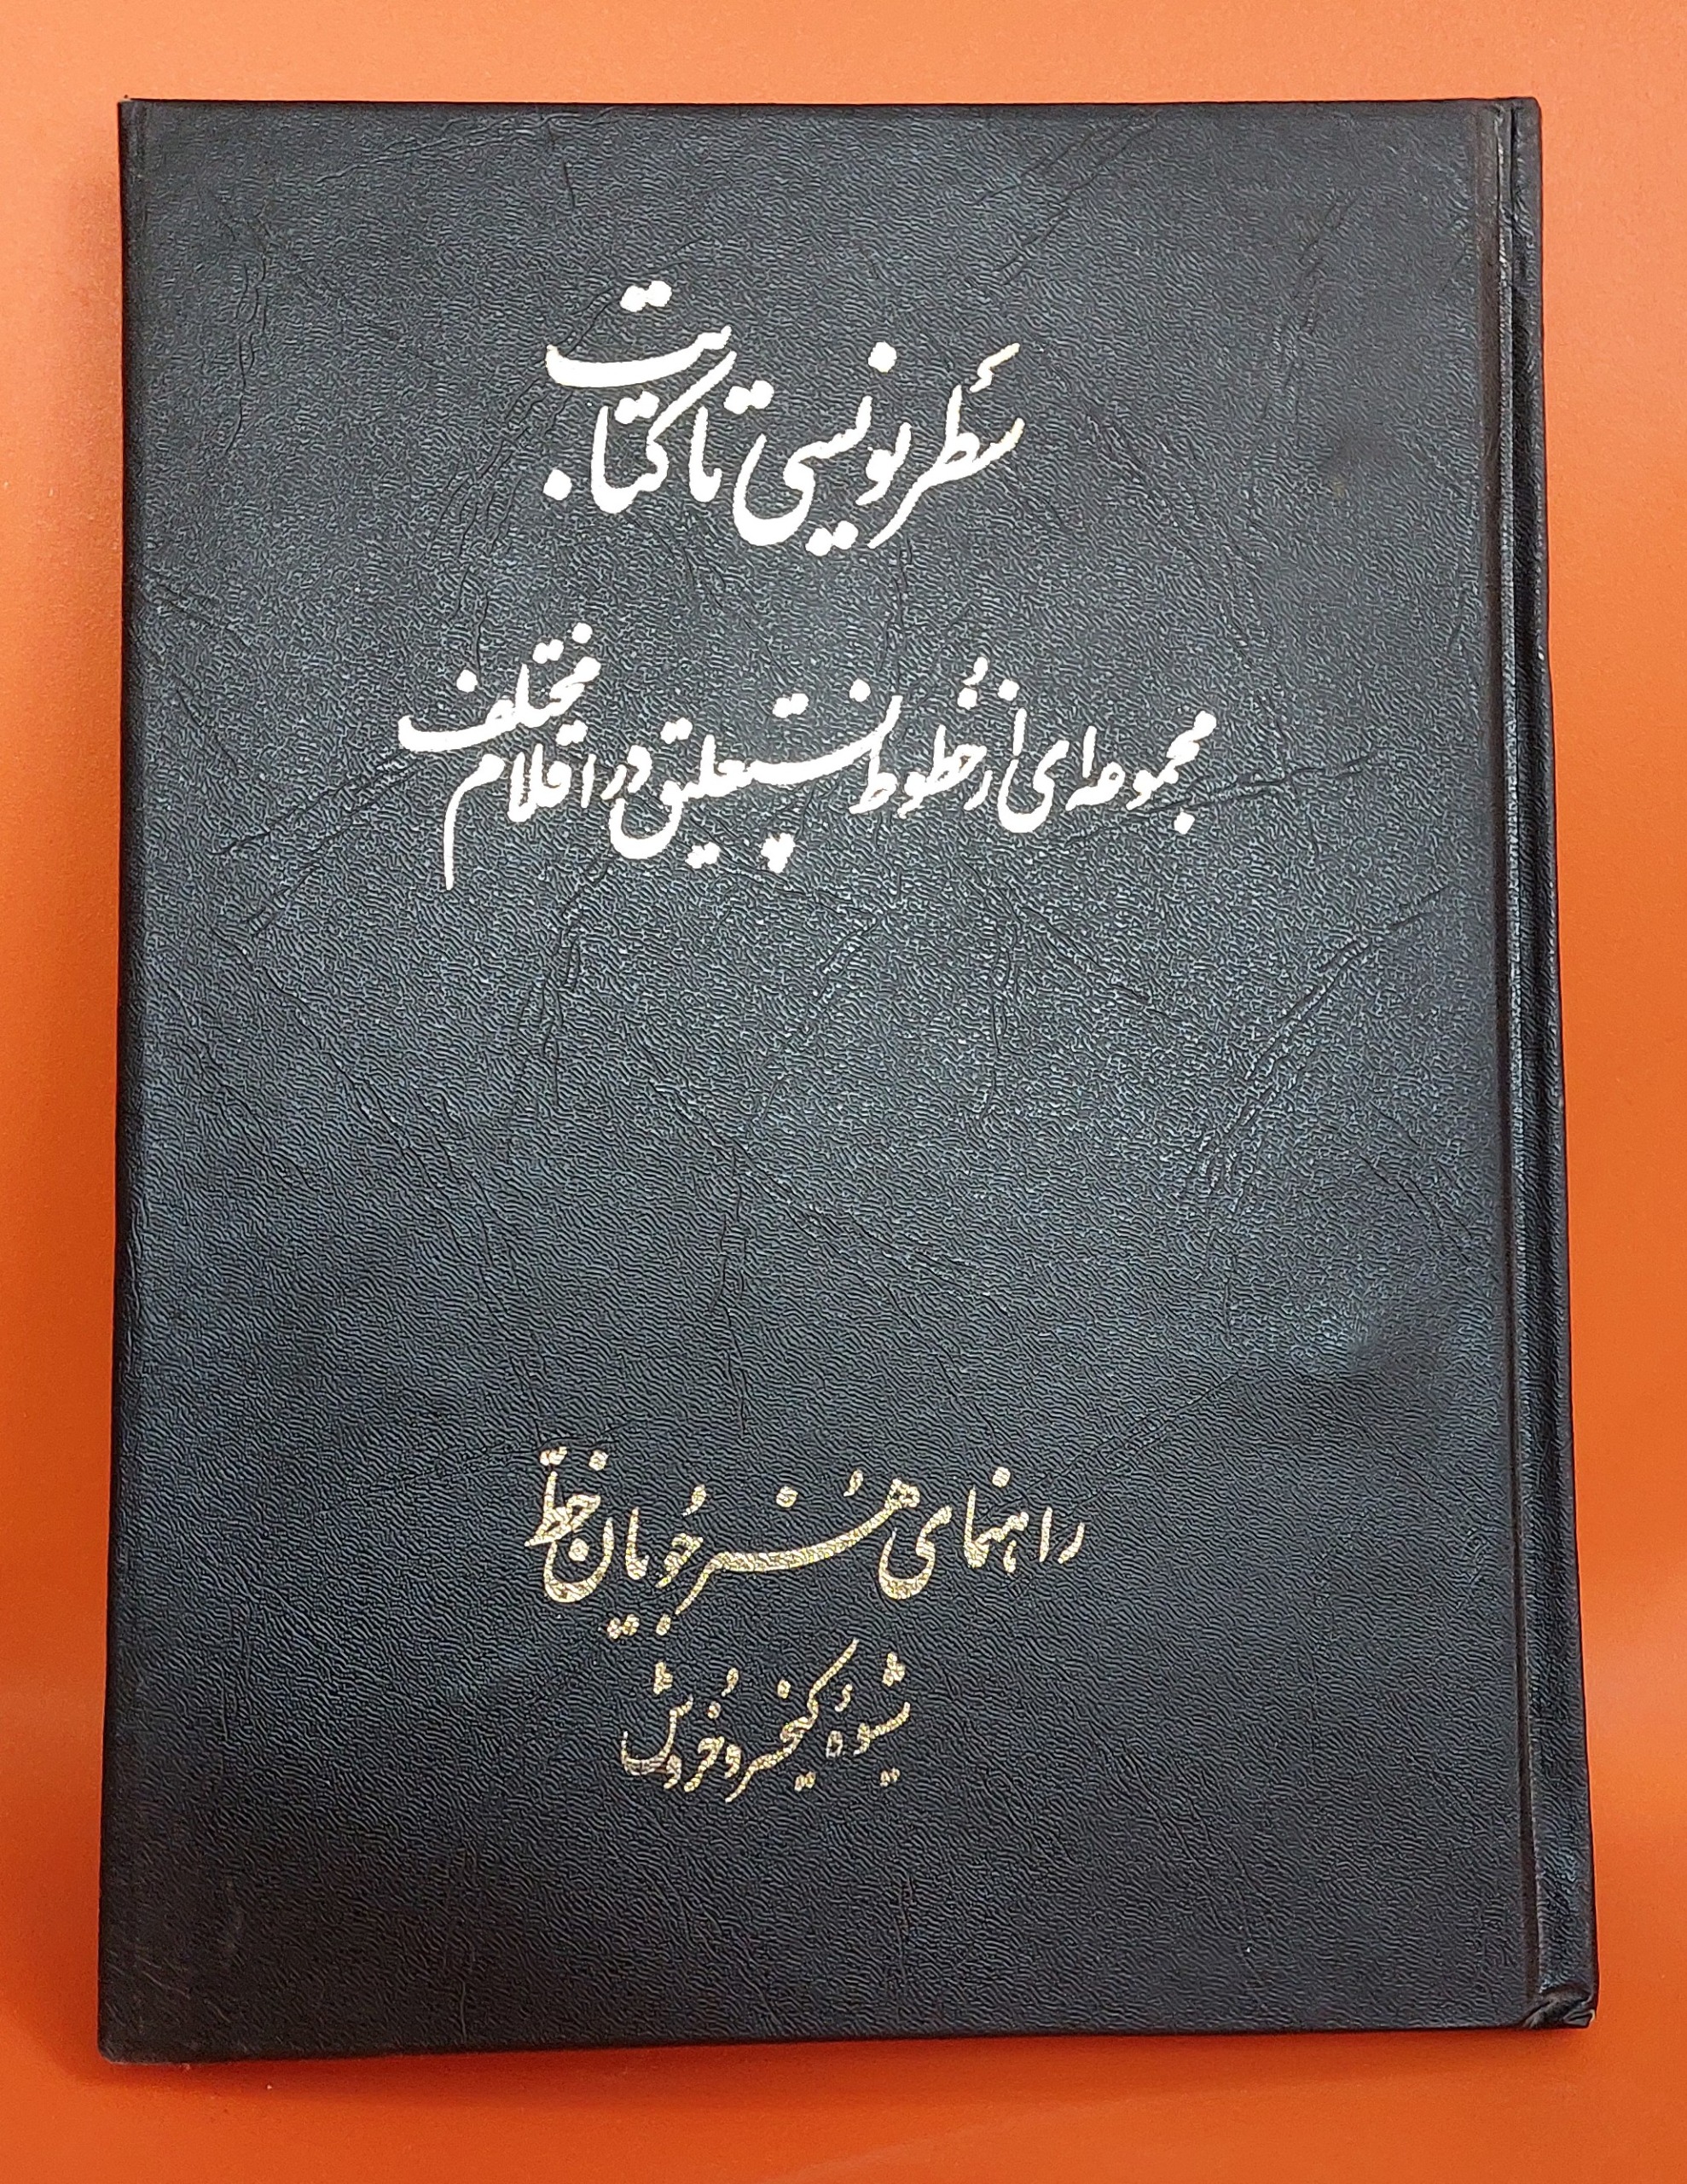 سطرنویسی تا کتابت
مجموعه‌ای از خطوط نستعلیق در اقلام مختلف
راهنمای هنرجویان خط
شیوهٔ کیخسرو خروش